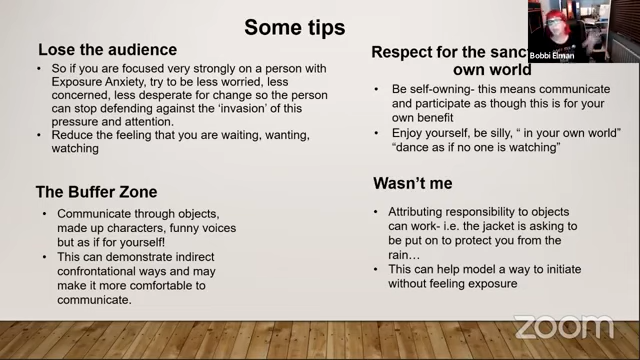 Some tips
Lose the audience
• So if you are focused very strongly on a person with
Exposure Anxiety, try to be less worried, less
concerned, less desperate for change so the person
can stop defending against the ‘invasion’ of this
pressure and attention.
• Reduce the feeling that you are waiting, wanting,
watching
Respect for the sanc
own world
• Be self-owning- this means communicate
and participate as though this is for your
own benefit
• Enjoy yourself, be silly, “ in your own world”
“dance as if no one is watching”
The Buffer Zone
• Communicate through objects,
made up characters, funny voices
but as if for yourself!
• This can demonstrate indirect
confrontational ways and may
make it more comfortable to
communicate.
Wasn’t me
• Attributing responsibility to objects
can work- i.e. the jacket is asking to
be put on to protect you from the
rain…
• This can help model a way to initiate
without feeling exposure
Bobbi Elman
zoom